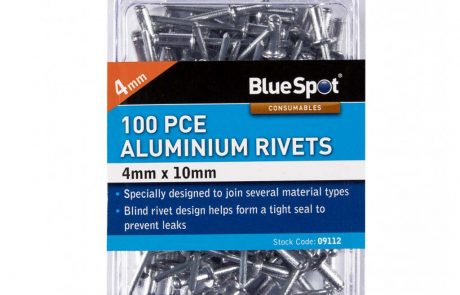 4mm
BlueSpot®
CONSUMABLES
100 PCE
ALUMINIUM RIVETS
4mm x 10mm
• Specially designed to join several material types
• Blind rivet design helps form a tight seal to
prevent leaks
Stock Code: 09112